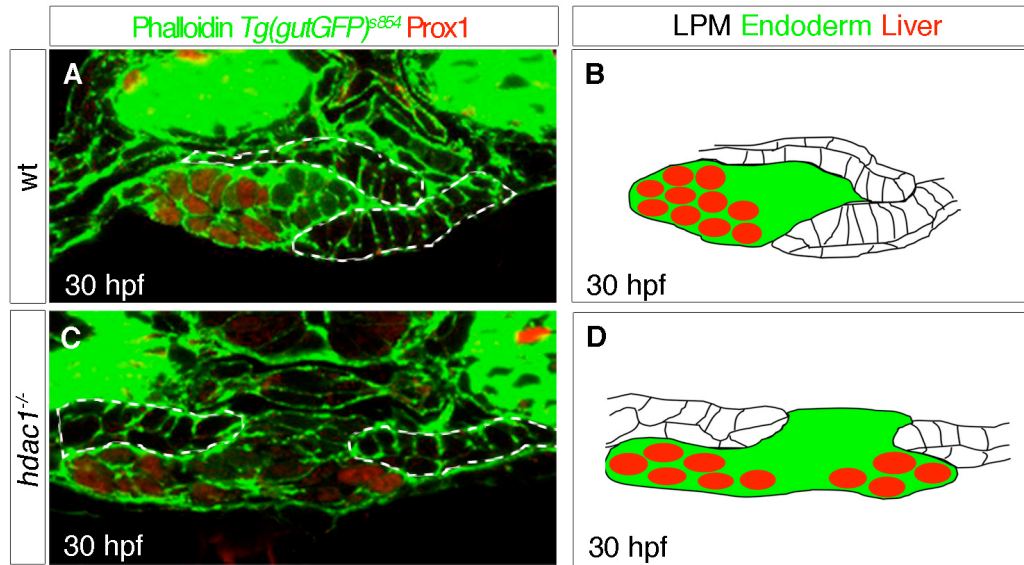 Phalloidin Tg(gutGFP)s854 Prox1
LPM Endoderm Liver
wt
A
30 hpf
B
30 hpf
hdac1-/-
C
30 hpf
D
30 hpf